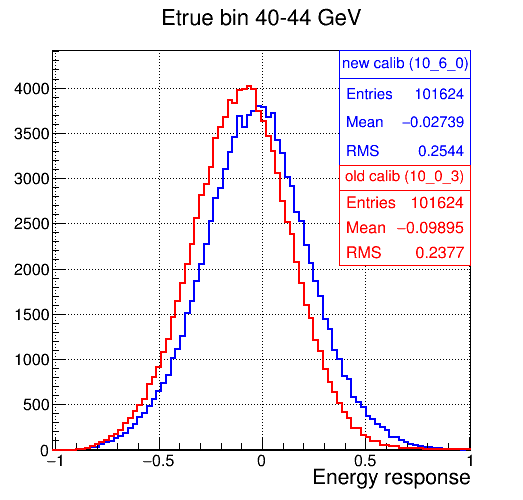 Etrue bin 40-44 GeV
new calib (10_6_0)
Entries 101624
Mean −0.02739
RMS 0.2544
old calib (10_0_3)
Entries 101624
Mean −0.09895
RMS 0.2377
4000
3500
3000
2500
2000
1500
1000
500
0
−1 −0.5 0 0.5 1
Energy response